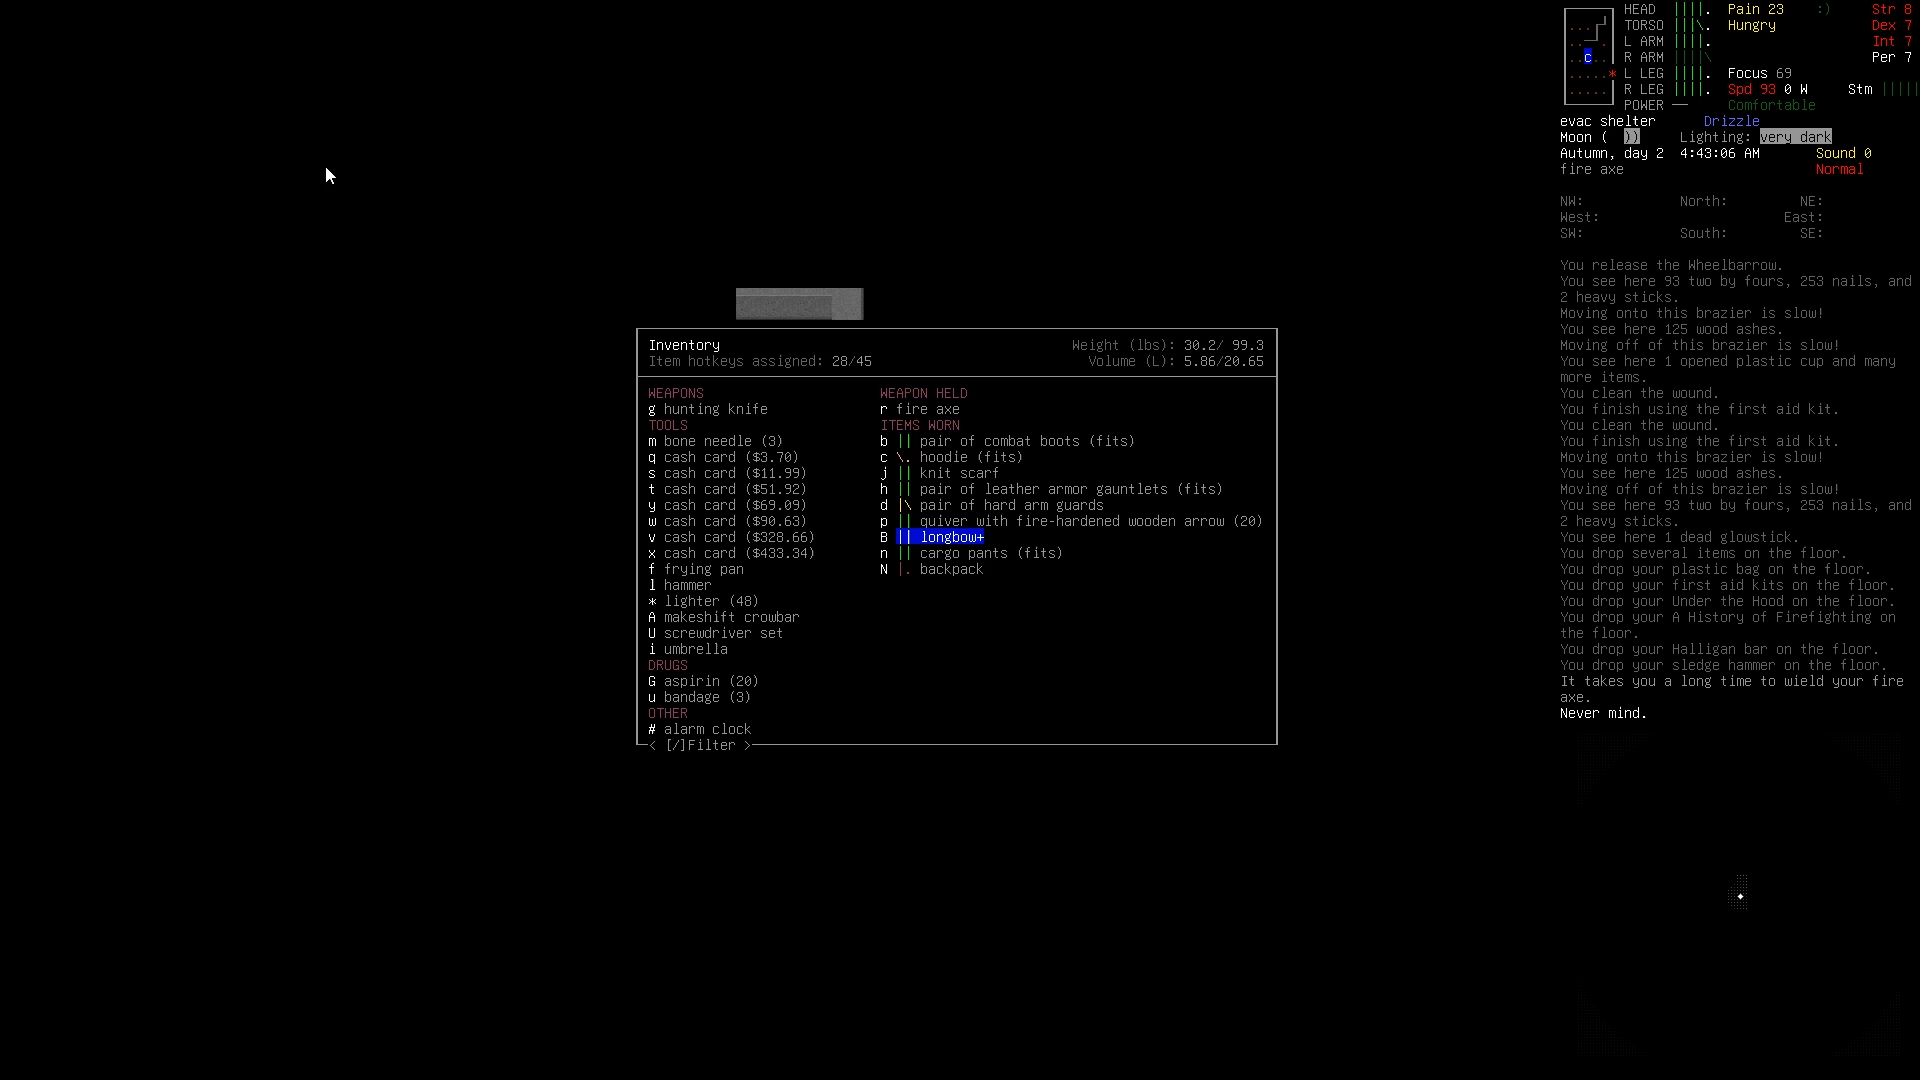 HEAD ||||. Pain 23 :) Str 8
TORSO |||\. Hungry Dex 7
L ARM ||||. Int 7
R ARM ||||\ Per 7
L LEG ||||. Focus 69
R LEG ||||. Spd 93 0 W Stm |||||
POWER — Comfortable
evac shelter Drizzle
Moon ( )) Lighting: very dark
Autumn, day 2 4:43:06 AM Sound 0
fire axe Normal
NW: North: NE:
West: East:
SW: South: SE:
You release the Wheelbarrow.
You see here 93 two by fours, 253 nails, and
2 heavy sticks.
Moving onto this brazier is slow!
You see here 125 wood ashes.
Moving off of this brazier is slow!
You see here 1 opened plastic cup and many
more items.
You clean the wound.
You finish using the first aid kit.
You clean the wound.
You finish using the first aid kit.
Moving onto this brazier is slow!
You see here 125 wood ashes.
Moving off of this brazier is slow!
You see here 93 two by fours, 253 nails, and
2 heavy sticks.
You see here 1 dead glowstick.
You drop several items on the floor.
You drop your plastic bag on the floor.
You drop your first aid kits on the floor.
You drop your Under the Hood on the floor.
You drop your A History of Firefighting on
the floor.
You drop your Halligan bar on the floor.
You drop your sledge hammer on the floor.
It takes you a long time to wield your fire
axe.
Never mind.
Inventory Weight (lbs): 30.2/ 99.3
Item hotkeys assigned: 28/45 Volume (L): 5.86/20.65
WEAPONS
g hunting knife
TOOLS
m bone needle (3)
q cash card ($3.70)
s cash card ($11.99)
t cash card ($51.92)
y cash card ($69.09)
w cash card ($90.63)
v cash card ($328.66)
x cash card ($433.34)
f frying pan
l hammer
* lighter (48)
A makeshift crowbar
U screwdriver set
i umbrella
DRUGS
G aspirin (20)
u bandage (3)
OTHER
# alarm clock
< [/]Filter >
WEAPON HELD
r fire axe
ITEMS WORN
b || pair of combat boots (fits)
c \. hoodie (fits)
j || knit scarf
h || pair of leather armor gauntlets (fits)
d |\ pair of hard arm guards
p || quiver with fire-hardened wooden arrow (20)
B || longbow+
n || cargo pants (fits)
N |. backpack